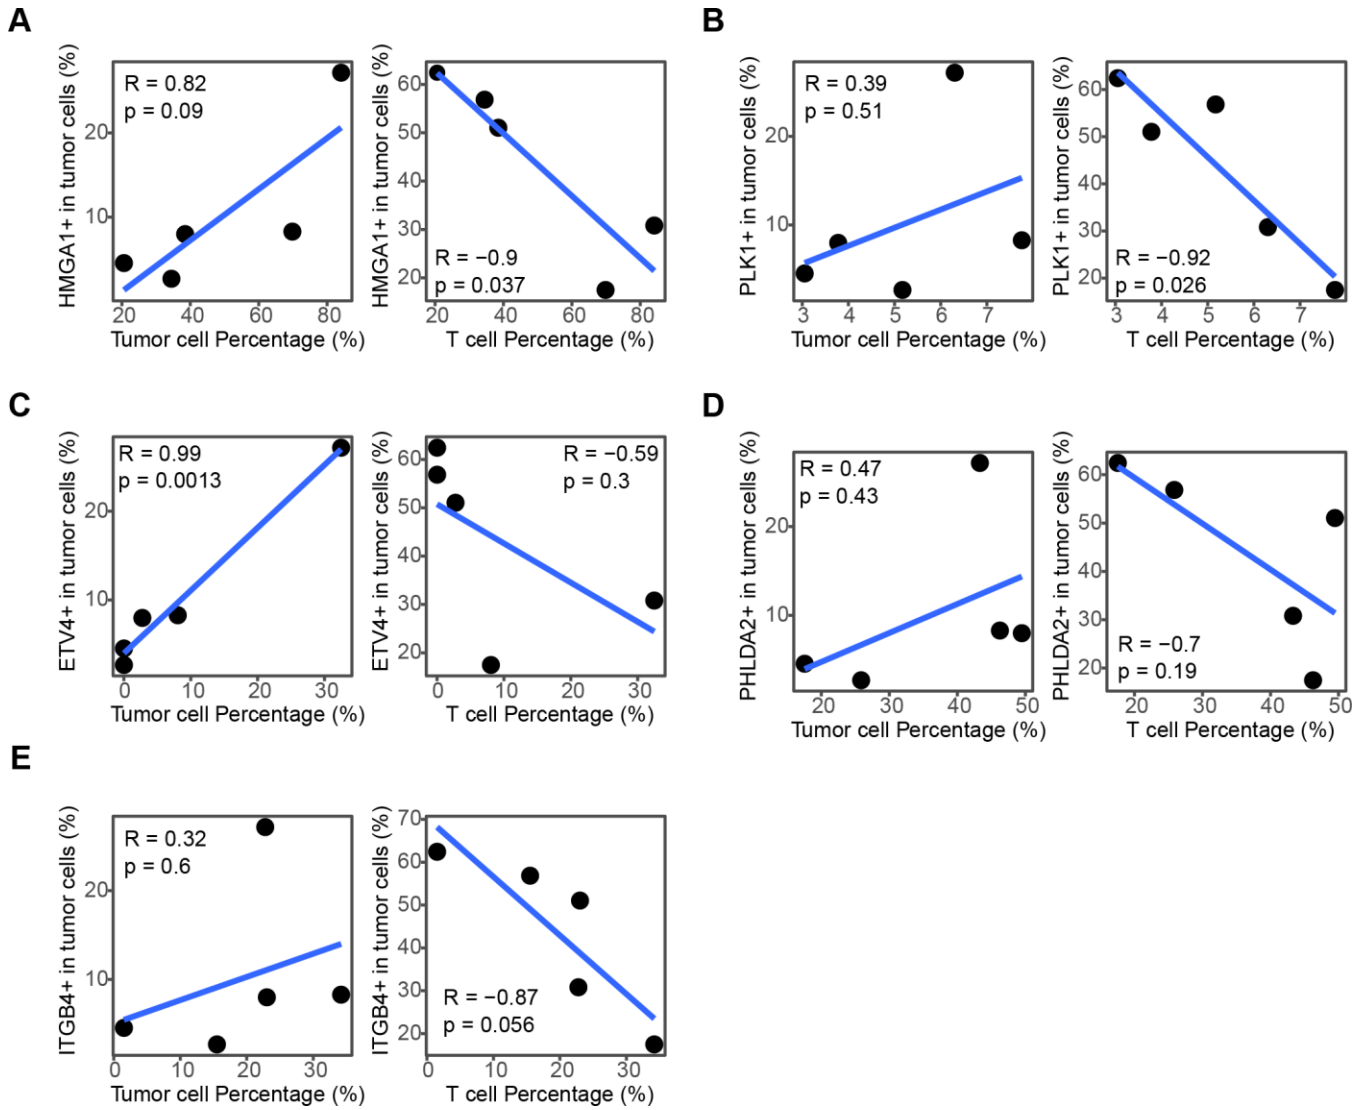 A
HMGA1+ in tumor cells (%)
R = 0.82
p = 0.09
20
10
20 40 60 80
Tumor cell Percentage (%)
HMGA1+ in tumor cells (%)
60
50
40
30
20
R = −0.9
p = 0.037
20 40 60 80
T cell Percentage (%)
B
PLK1+ in tumor cells (%)
R = 0.39
p = 0.51
20
10
3 4 5 6 7
Tumor cell Percentage (%)
PLK1+ in tumor cells (%)
60
50
40
30
20
R = −0.92
p = 0.026
3 4 5 6 7
T cell Percentage (%)
C
ETV4+ in tumor cells (%)
R = 0.99
p = 0.0013
20
10
0 10 20 30
Tumor cell Percentage (%)
ETV4+ in tumor cells (%)
R = −0.59
p = 0.3
60
50
40
30
20
0 10 20 30
T cell Percentage (%)
D
PHLDA2+ in tumor cells (%)
R = 0.47
p = 0.43
20
10
20 30 40 50
Tumor cell Percentage (%)
PHLDA2+ in tumor cells (%)
60
50
40
30
20
R = −0.7
p = 0.19
20 30 40 50
T cell Percentage (%)
E
ITGB4+ in tumor cells (%)
R = 0.32
p = 0.6
20
10
0 10 20 30
Tumor cell Percentage (%)
ITGB4+ in tumor cells (%)
70
60
50
40
30
20
R = −0.87
p = 0.056
0 10 20 30
T cell Percentage (%)